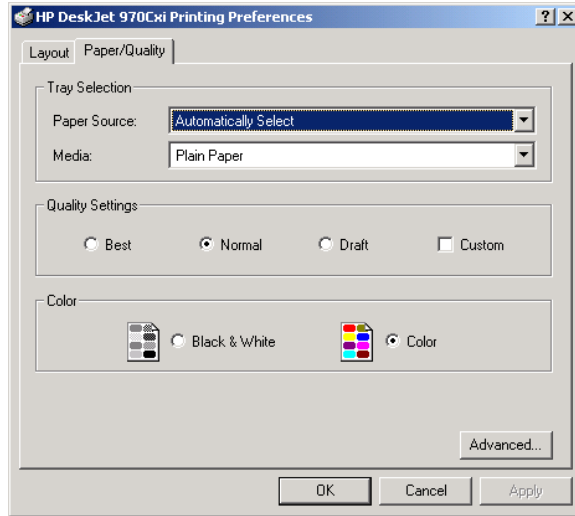 HP DeskJet 970Cxi Printing Preferences
Layout Paper/Quality
Tray Selection
Paper Source: Automatically Select
Media: Plain Paper
Quality Settings
Best Normal Draft Custom
Color
Black & White Color
Advanced...
OK Cancel Apply